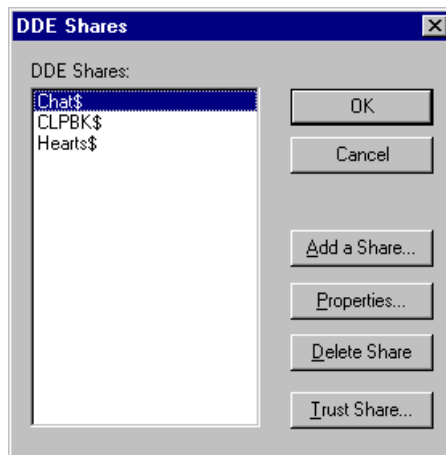 DDE Shares
DDE Shares:
Chat$
CLPBK$
Hearts$
OK
Cancel
Add a Share...
Properties...
Delete Share
Trust Share...